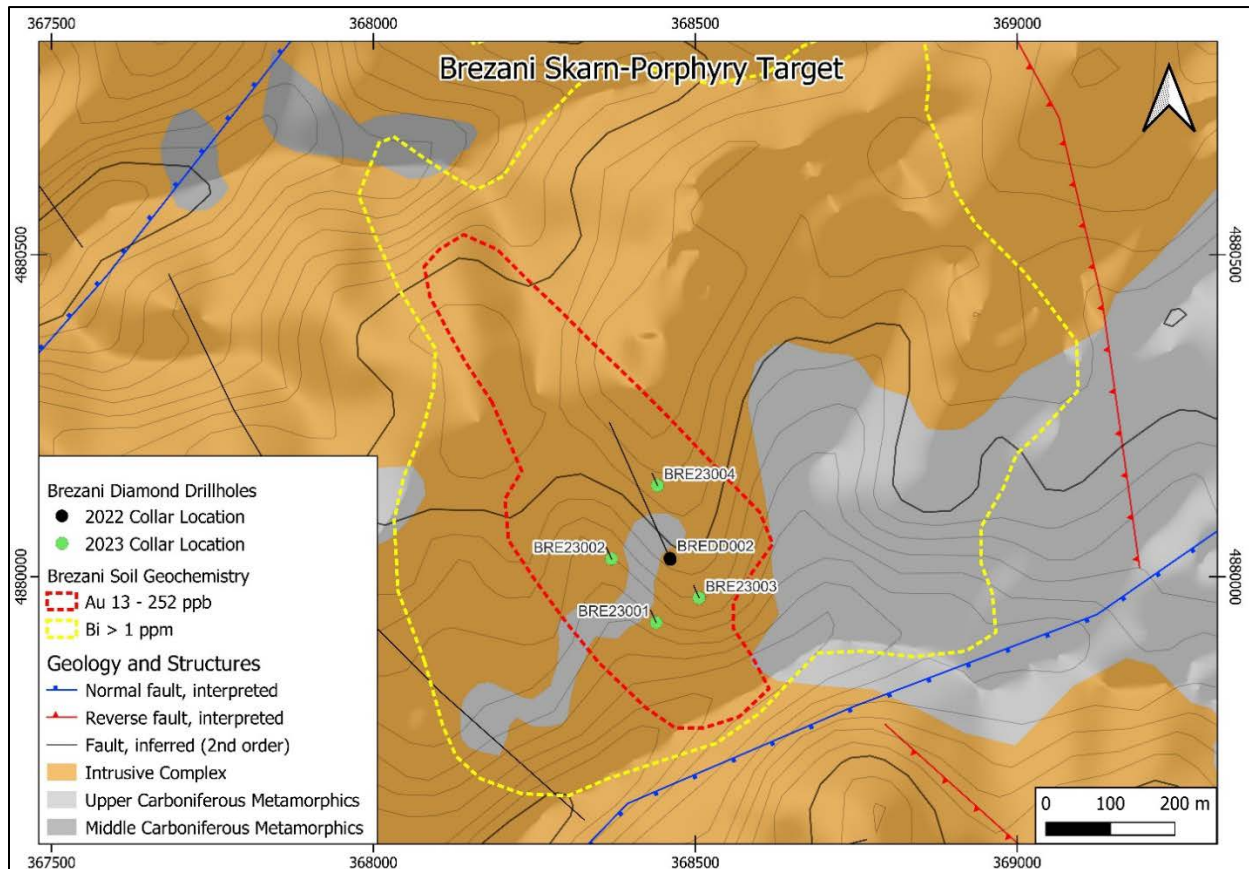 367500 368000 368500 369000
Brezani Skarn-Porphyry Target
4880500 4880500
BRE23004
BRE23002 BREDD002
BRE23003
BRE23001
4880000 4880000
Brezani Diamond Drillholes
2022 Collar Location
2023 Collar Location
Brezani Soil Geochemistry
Au 13 - 252 ppb
Bi > 1 ppm
Geology and Structures
Normal fault, interpreted
Reverse fault, interpreted
Fault, inferred (2nd order)
Intrusive Complex
Upper Carboniferous Metamorphics
Middle Carboniferous Metamorphics
0 100 200 m
367500 368000 368500 369000